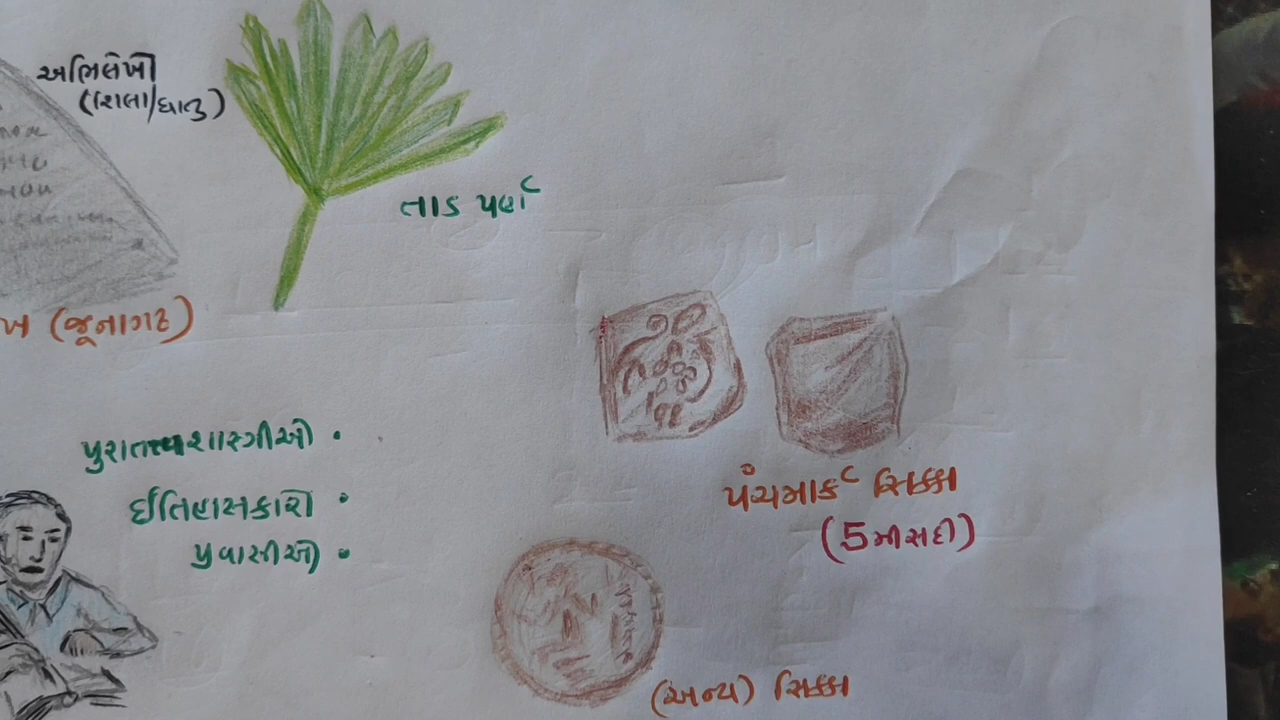 અભિલેખો
(શિલા/ધાતુ)
તાડ પર્ણ
ખ (જૂનાગઢ)
પુરાતત્વશાસ્ત્રીઓ •
ઈતિહાસકારો •
પ્રવાસીઓ •
પંચમાર્ક સિક્કા
(5મીસદી)
(અન્ય) સિક્કા